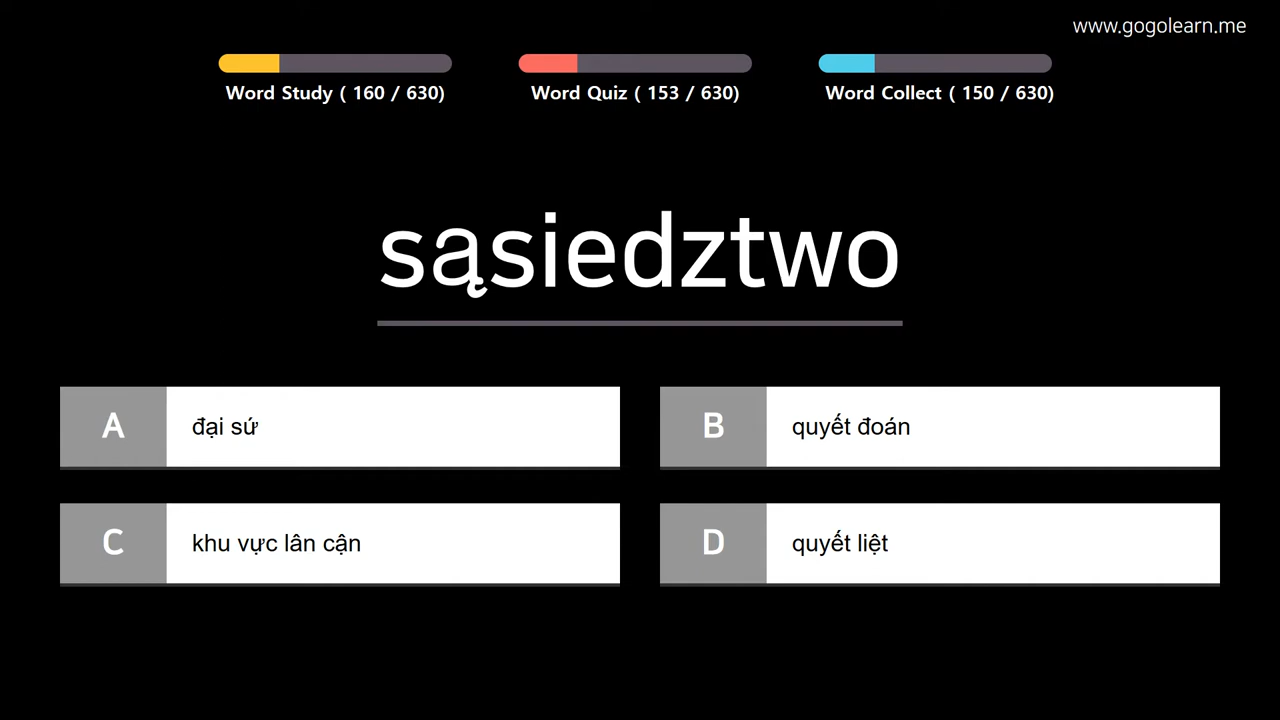 www.gogolearn.me
Word Study ( 160 / 630)
Word Quiz ( 153 / 630)
Word Collect ( 150 / 630)
sąsiedztwo
A đại sứ
B quyết đoán
C khu vực lân cận
D quyết liệt